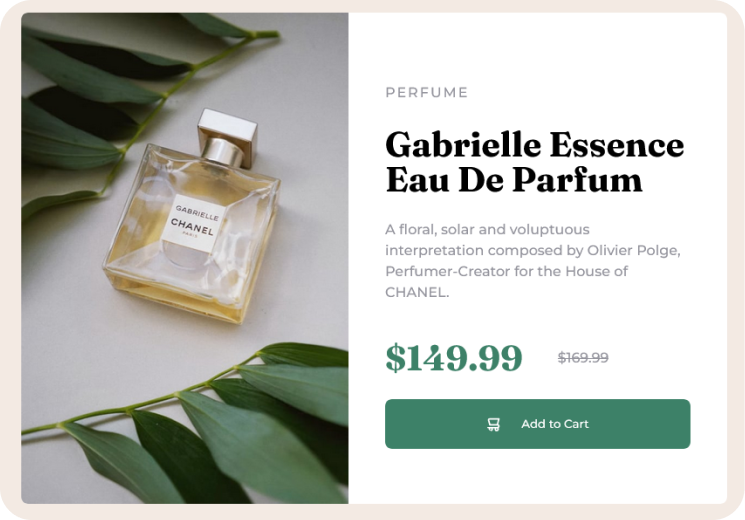 GABRIELLE
CHANEL
PARIS
PERFUME
Gabrielle Essence
Eau De Parfum
A floral, solar and voluptuous
interpretation composed by Olivier Polge,
Perfumer-Creator for the House of
CHANEL.
$149.99 $169.99
Add to Cart